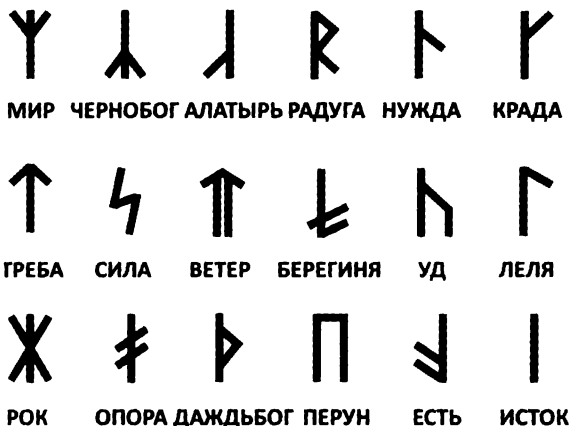 МИР ЧЕРНОБОГ АЛАТЫРЬ РАДУГА НУЖДА КРАДА
ТРЕБА СИЛА ВЕТЕР БЕРЕГИНЯ УД ЛЕЛЯ
РОК ОПОРА ДАЖДЬБОГ ПЕРУН ЕСТЬ ИСТОК